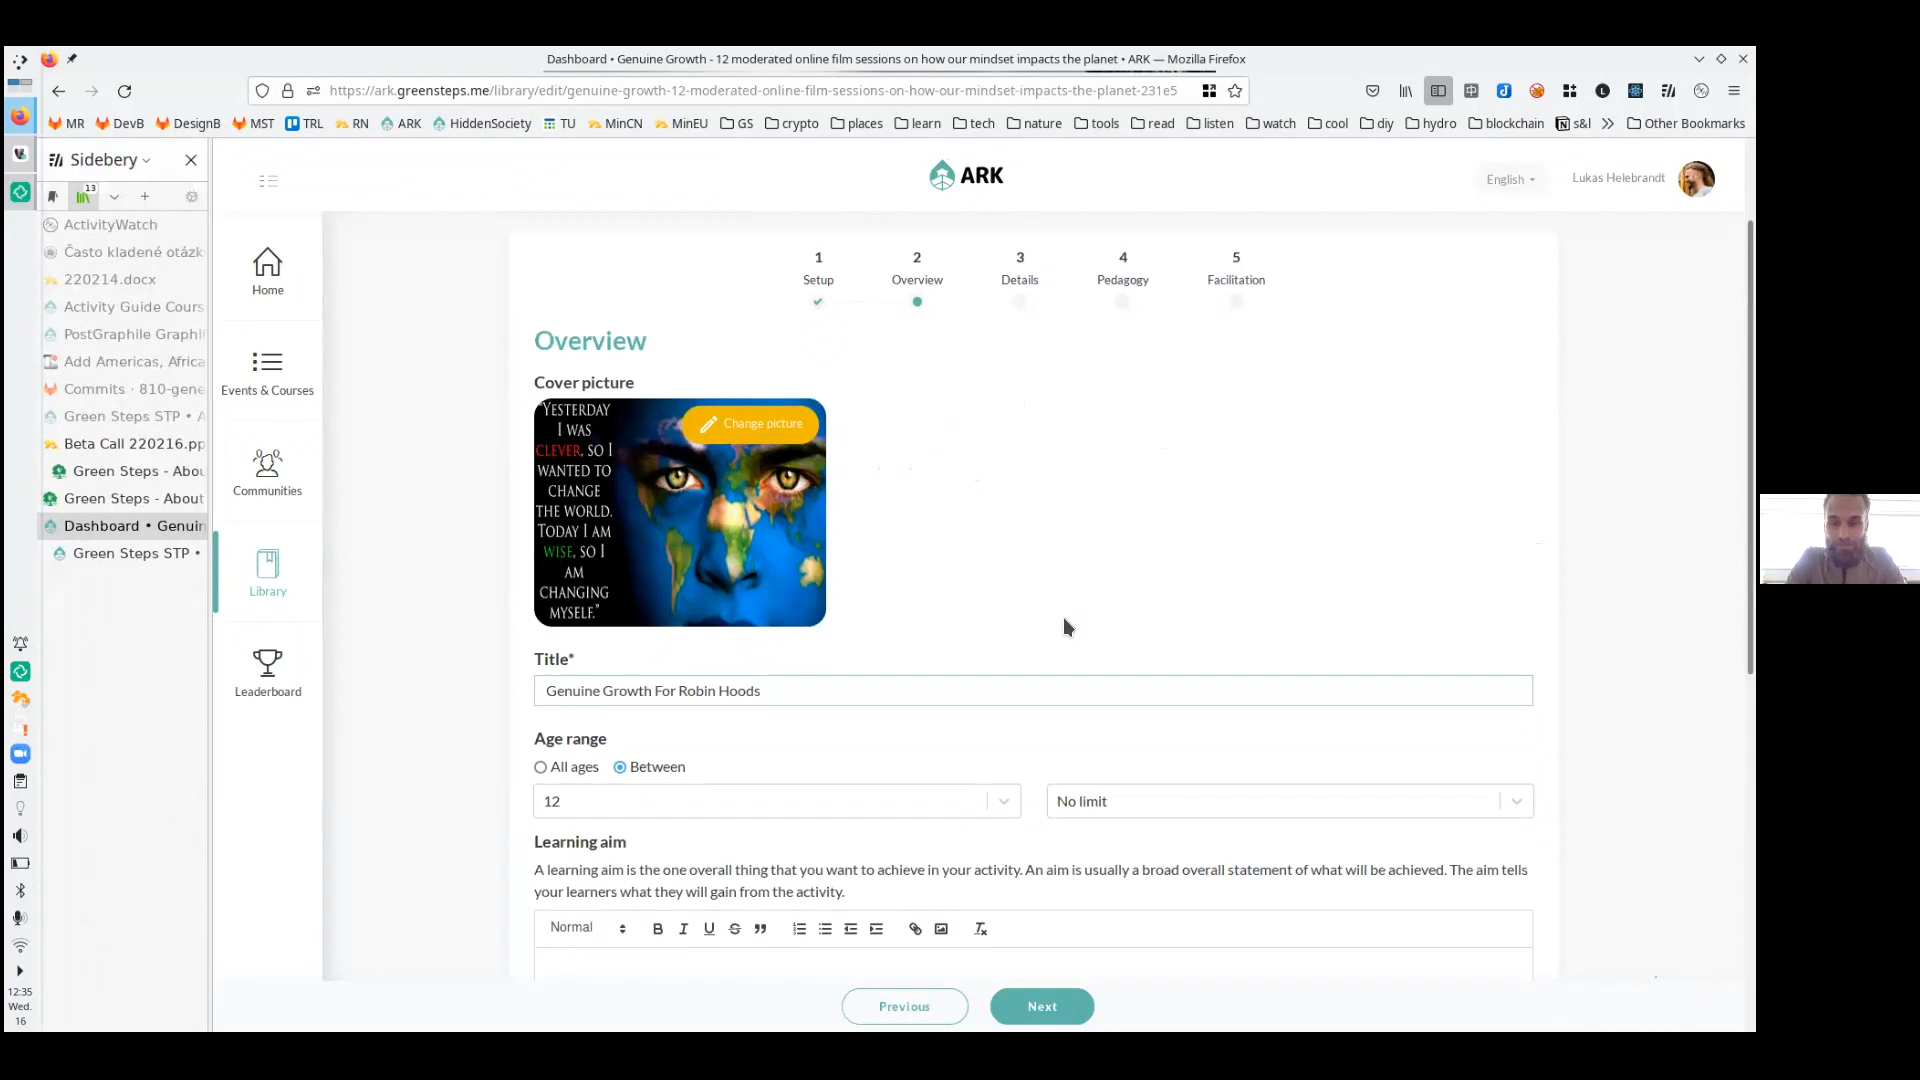 Dashboard • Genuine Growth - 12 moderated online film sessions on how our mindset impacts the planet • ARK — Mozilla Firefox
https://ark.greensteps.me/library/edit/genuine-growth-12-moderated-online-film-sessions-on-how-our-mindset-impacts-the-planet-231e5
MR DevB DesignB MST TRL RN ARK HiddenSociety TU MinCN MinEU GS crypto places learn tech nature tools read listen watch cool diy hydro blockchain s&l Other Bookmarks
Sidebery
13
ActivityWatch
Často kladené otázk
220214.docx
Activity Guide Cours
PostGraphile Graphi
Add Americas, Africa
Commits · 810-gene
Green Steps STP • A
Beta Call 220216.pp
Green Steps - Abou
Green Steps - About
Dashboard • Genuin
Green Steps STP •
12:35
Wed.
16
ARK
English
Lukas Helebrandt
Home
Events & Courses
Communities
Library
Leaderboard
1 2 3 4 5
Setup Overview Details Pedagogy Facilitation
Overview
Cover picture
Change picture
"YESTERDAY
I WAS
CLEVER, SO I
WANTED TO
CHANGE
THE WORLD.
TODAY I AM
WISE, SO I
AM
CHANGING
MYSELF."
Title*
Genuine Growth For Robin Hoods
Age range
All ages Between
12 No limit
Learning aim
A learning aim is the one overall thing that you want to achieve in your activity. An aim is usually a broad overall statement of what will be achieved. The aim tells
your learners what they will gain from the activity.
Normal B I U S
Previous Next